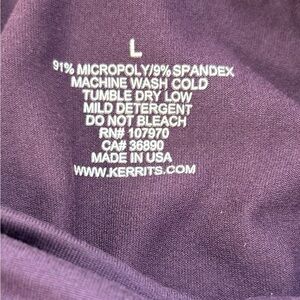 L
91% MICROPOLY/9% SPANDEX
MACHINE WASH COLD
TUMBLE DRY LOW
MILD DETERGENT
DO NOT BLEACH
RN# 107970
CA# 36890
MADE IN USA
WWW.KERRITS.COM